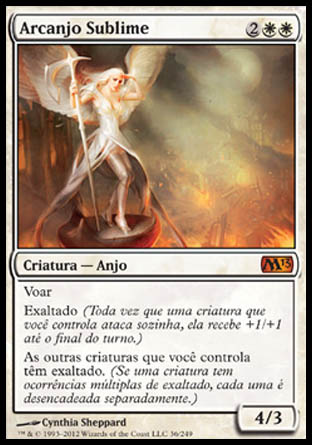 Arcanjo Sublime 2
Criatura — Anjo M13
Voar
Exaltado (Toda vez que uma criatura que
você controla ataca sozinha, ela recebe +1/+1
até o final do turno.)
As outras criaturas que você controla
têm exaltado. (Se uma criatura tem
ocorrências múltiplas de exaltado, cada uma é
desencadeada separadamente.)
4/3
Cynthia Sheppard
™ & © 1993–2012 Wizards of the Coast LLC 36/249